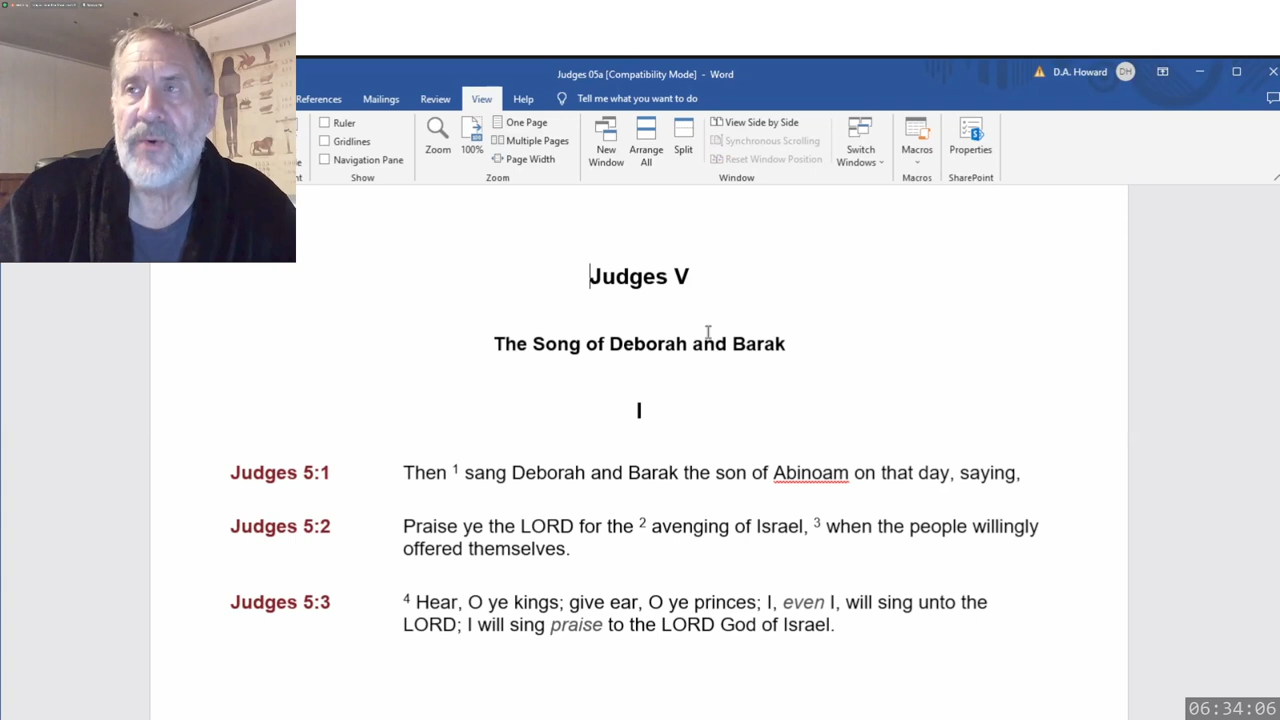 Judges 05a [Compatibility Mode] - Word
D.A. Howard DH
References Mailings Review View Help Tell me what you want to do
Ruler
Gridlines
Navigation Pane
Show
Zoom
100%
One Page
Multiple Pages
Page Width
Zoom
New Window
Arrange All
Split
View Side by Side
Synchronous Scrolling
Reset Window Position
Window
Switch Windows
Macros
Macros
Properties
SharePoint
Judges V
The Song of Deborah and Barak
I
Judges 5:1 Then 1 sang Deborah and Barak the son of Abinoam on that day, saying,
Judges 5:2 Praise ye the LORD for the 2 avenging of Israel, 3 when the people willingly
offered themselves.
Judges 5:3 4 Hear, O ye kings; give ear, O ye princes; I, even I, will sing unto the
LORD; I will sing praise to the LORD God of Israel.
06:34:06